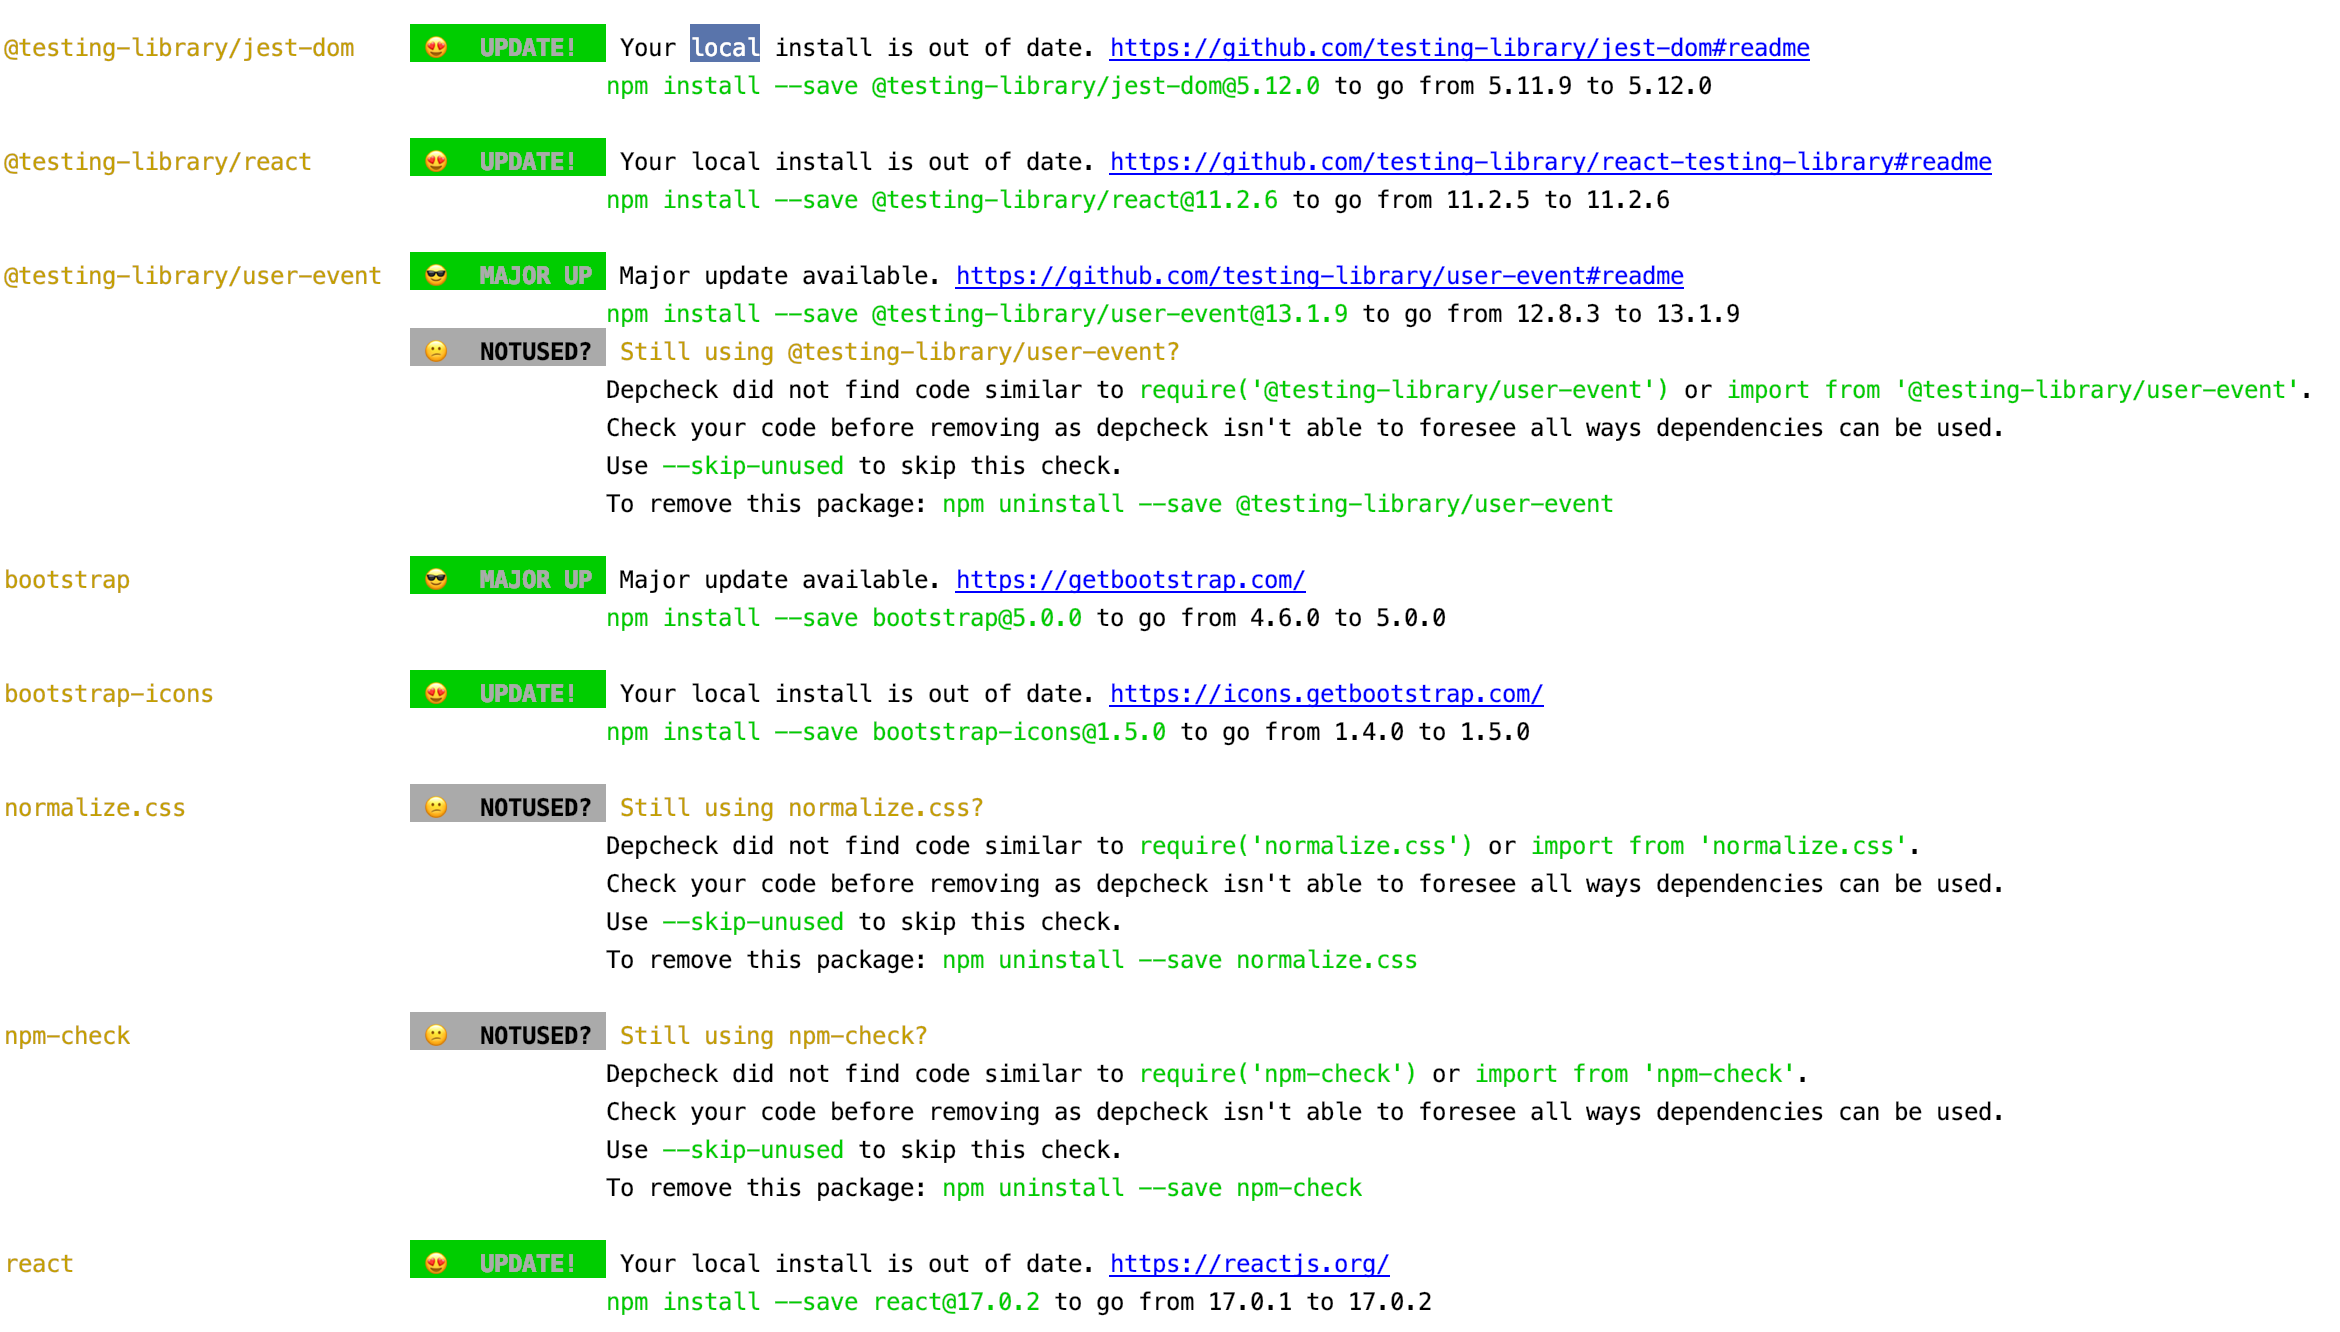 @testing-library/jest-dom 😍 UPDATE! Your local install is out of date. https://github.com/testing-library/jest-dom#readme
npm install --save @testing-library/jest-dom@5.12.0 to go from 5.11.9 to 5.12.0
@testing-library/react 😍 UPDATE! Your local install is out of date. https://github.com/testing-library/react-testing-library#readme
npm install --save @testing-library/react@11.2.6 to go from 11.2.5 to 11.2.6
@testing-library/user-event 😎 MAJOR UP Major update available. https://github.com/testing-library/user-event#readme
npm install --save @testing-library/user-event@13.1.9 to go from 12.8.3 to 13.1.9
😕 NOTUSED? Still using @testing-library/user-event?
Depcheck did not find code similar to require('@testing-library/user-event') or import from '@testing-library/user-event'.
Check your code before removing as depcheck isn't able to foresee all ways dependencies can be used.
Use --skip-unused to skip this check.
To remove this package: npm uninstall --save @testing-library/user-event
bootstrap 😎 MAJOR UP Major update available. https://getbootstrap.com/
npm install --save bootstrap@5.0.0 to go from 4.6.0 to 5.0.0
bootstrap-icons 😍 UPDATE! Your local install is out of date. https://icons.getbootstrap.com/
npm install --save bootstrap-icons@1.5.0 to go from 1.4.0 to 1.5.0
normalize.css 😕 NOTUSED? Still using normalize.css?
Depcheck did not find code similar to require('normalize.css') or import from 'normalize.css'.
Check your code before removing as depcheck isn't able to foresee all ways dependencies can be used.
Use --skip-unused to skip this check.
To remove this package: npm uninstall --save normalize.css
npm-check 😕 NOTUSED? Still using npm-check?
Depcheck did not find code similar to require('npm-check') or import from 'npm-check'.
Check your code before removing as depcheck isn't able to foresee all ways dependencies can be used.
Use --skip-unused to skip this check.
To remove this package: npm uninstall --save npm-check
react 😍 UPDATE! Your local install is out of date. https://reactjs.org/
npm install --save react@17.0.2 to go from 17.0.1 to 17.0.2